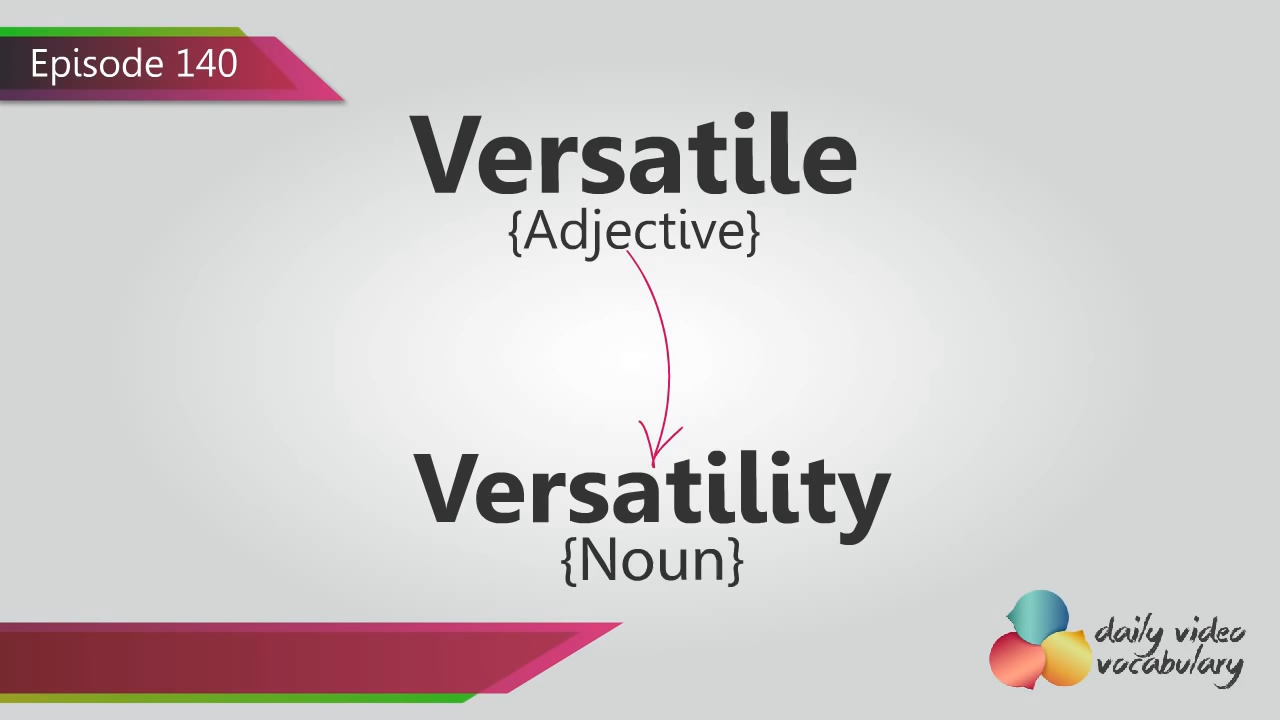 Episode 140
Versatile
{Adjective}
Versatility
{Noun}
daily video
vocabulary